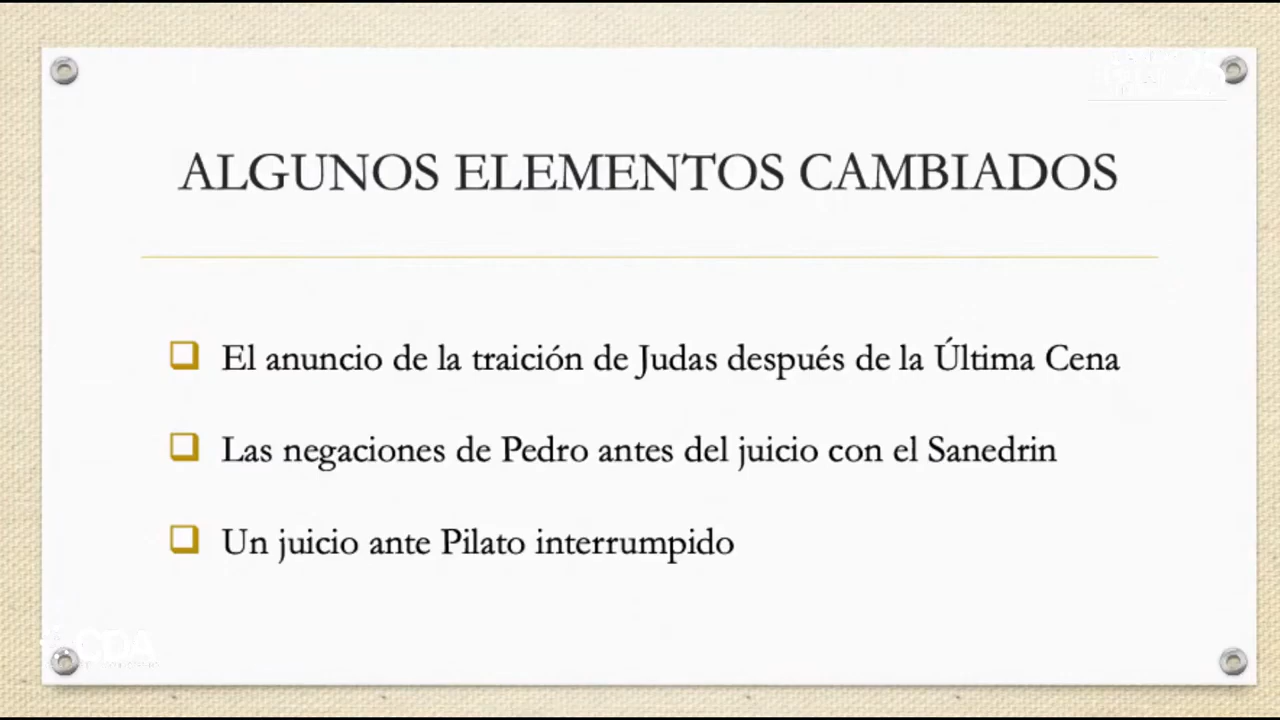 ALGUNOS ELEMENTOS CAMBIADOS
El anuncio de la traición de Judas después de la Última Cena
Las negaciones de Pedro antes del juicio con el Sanedrin
Un juicio ante Pilato interrumpido
CDA